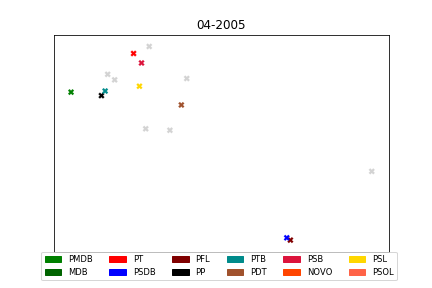 04-2005
PMDB PT PFL PTB PSB PSL
MDB PSDB PP PDT NOVO PSOL